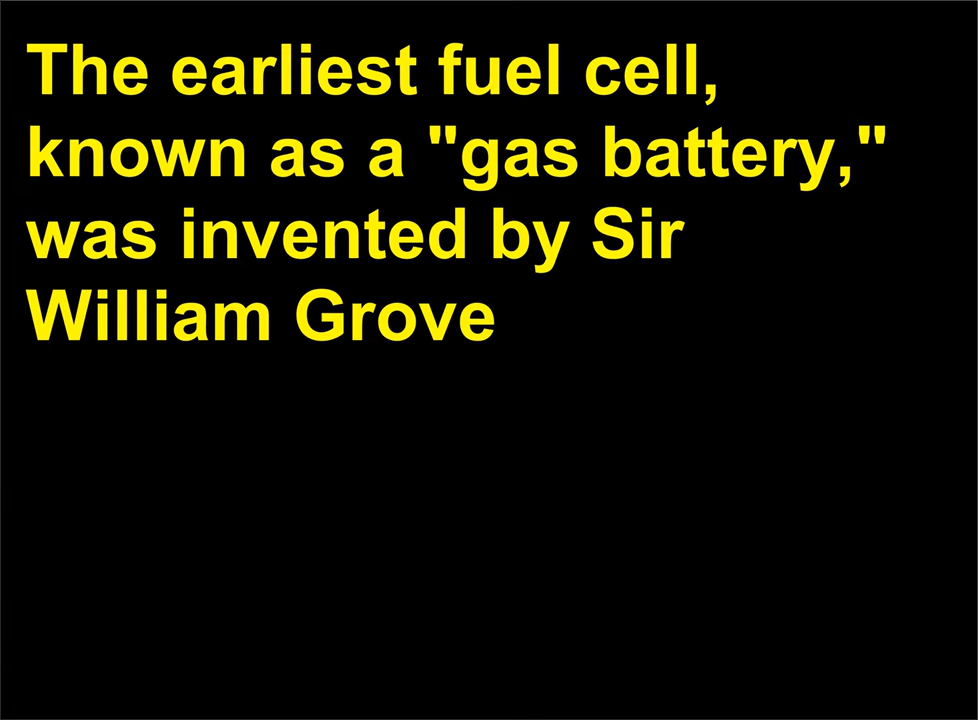 The earliest fuel cell,
known as a "gas battery,"
was invented by Sir
William Grove